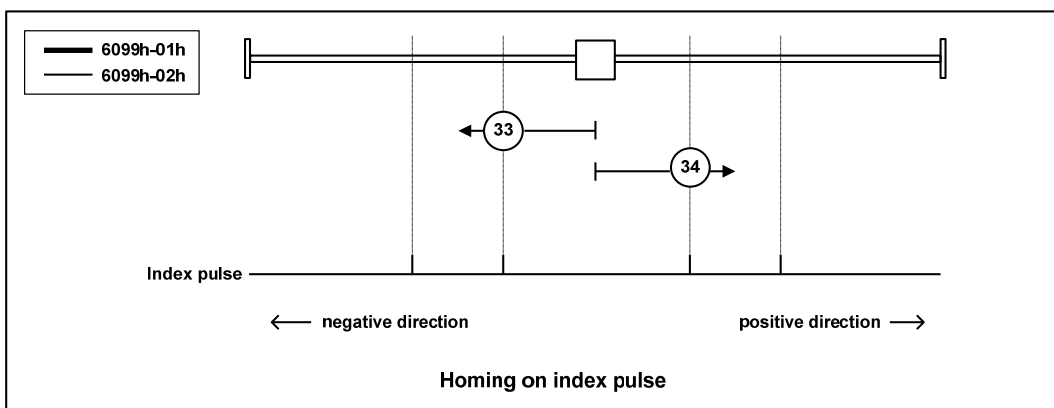 6099h-01h
6099h-02h
33
34
Index pulse
negative direction
positive direction
Homing on index pulse